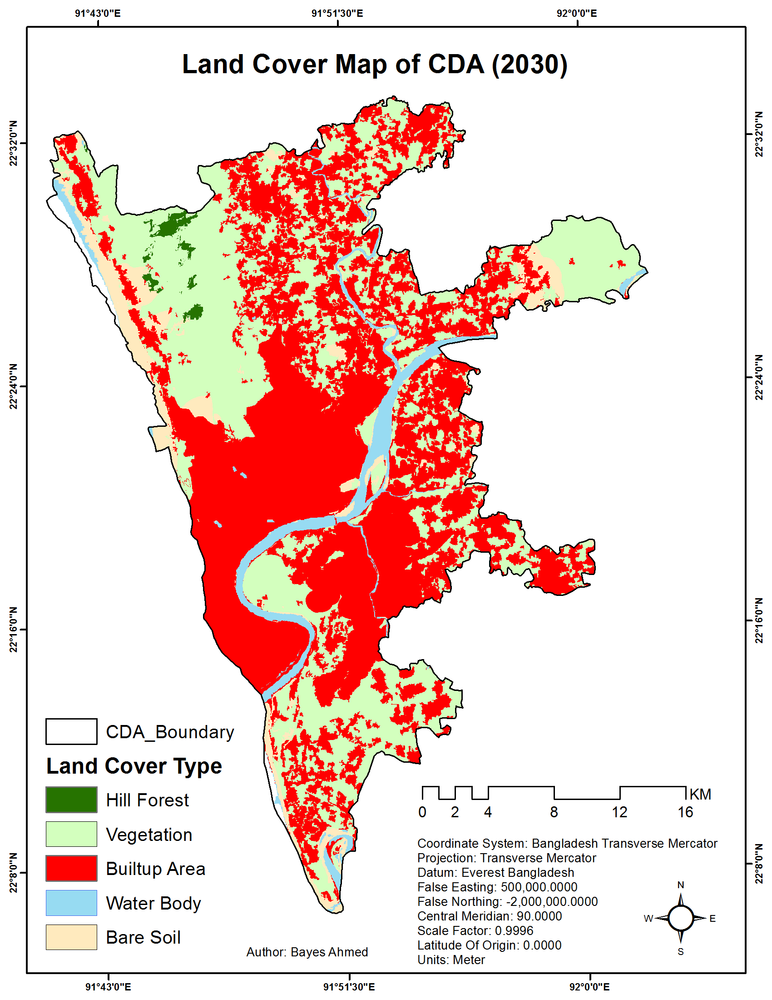 91°43'0"E 91°51'30"E 92°0'0"E
Land Cover Map of CDA (2030)
22°32'0"N 22°32'0"N
22°24'0"N 22°24'0"N
22°16'0"N 22°16'0"N
22°8'0"N 22°8'0"N
CDA_Boundary
Land Cover Type
Hill Forest
Vegetation
Builtup Area
Water Body
Bare Soil
KM
0 2 4 8 12 16
Coordinate System: Bangladesh Transverse Mercator
Projection: Transverse Mercator
Datum: Everest Bangladesh
False Easting: 500,000.0000
False Northing: -2,000,000.0000
Central Meridian: 90.0000
Scale Factor: 0.9996
Latitude Of Origin: 0.0000
Units: Meter
N
W E
S
Author: Bayes Ahmed
91°43'0"E 91°51'30"E 92°0'0"E